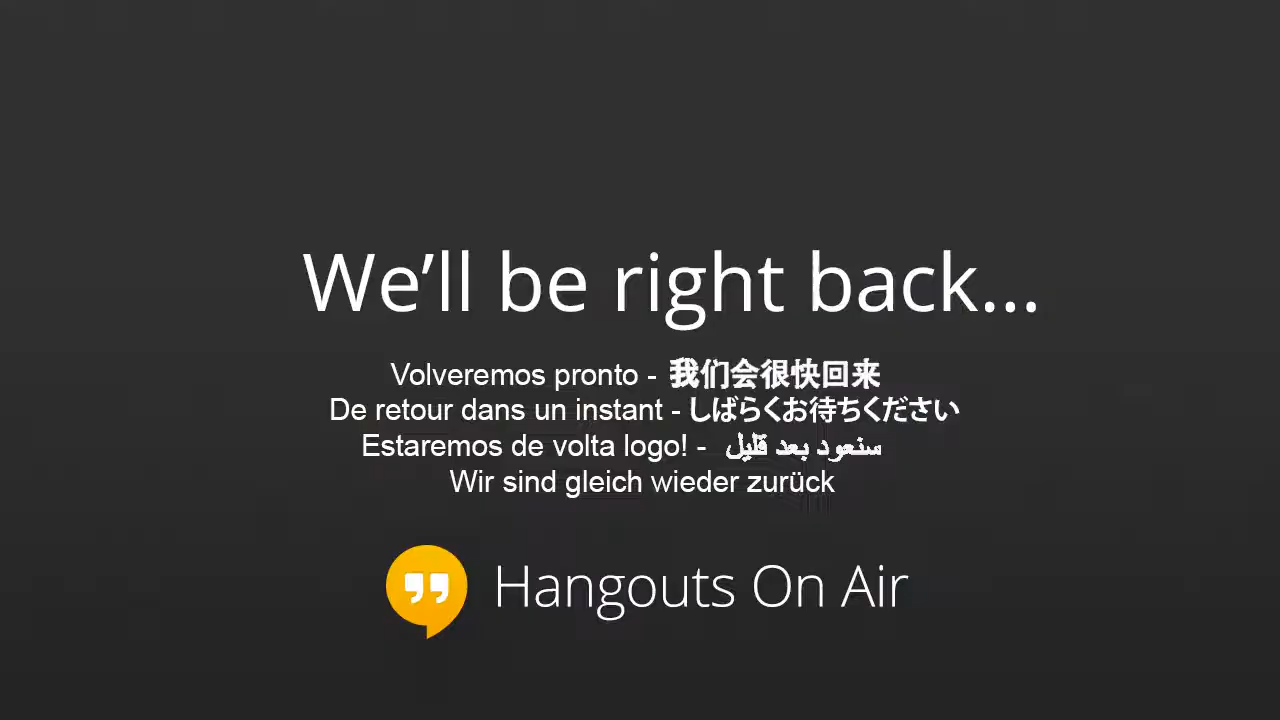 We’ll be right back...
Volveremos pronto - 我们会很快回来
De retour dans un instant - しばらくお待ちください
Estaremos de volta logo! - سنعود بعد قليل
Wir sind gleich wieder zurück
Hangouts On Air